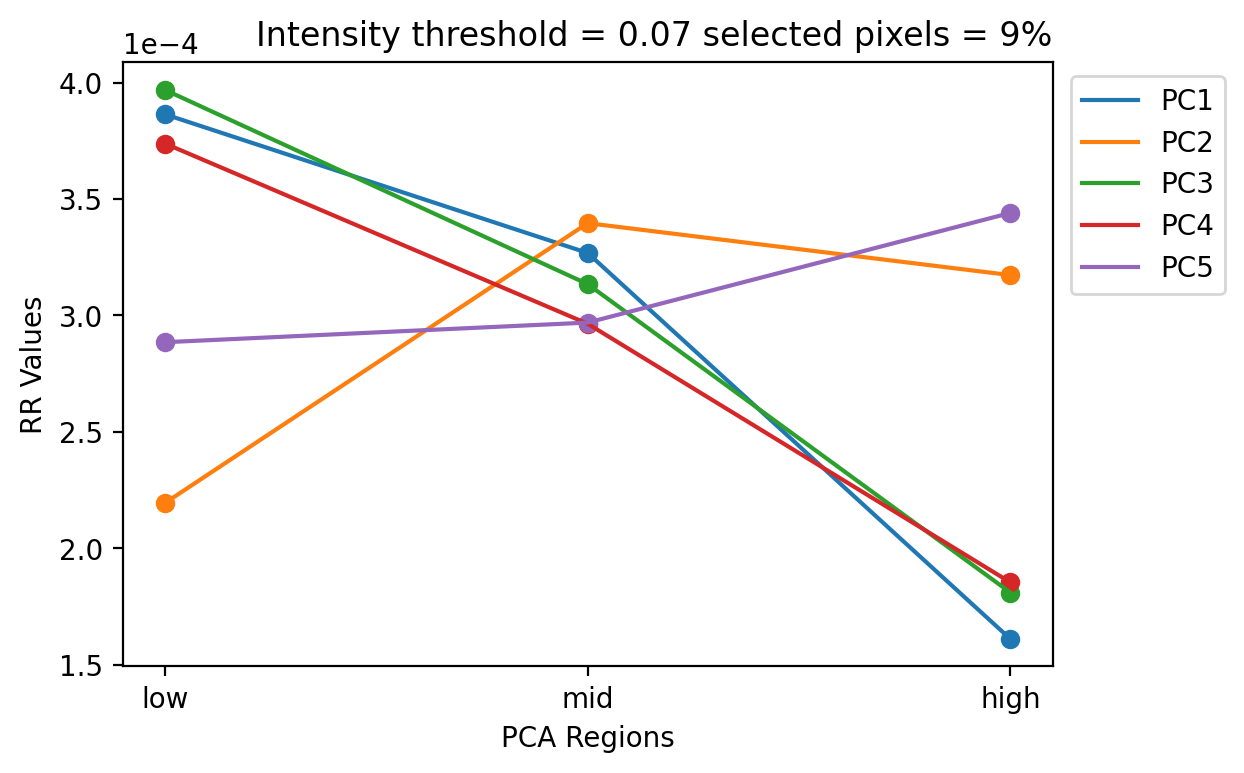 Intensity threshold = 0.07 selected pixels = 9%
1e−4
4.0
3.5
3.0
2.5
2.0
1.5
RR Values
low
mid
high
PCA Regions
PC1
PC2
PC3
PC4
PC5